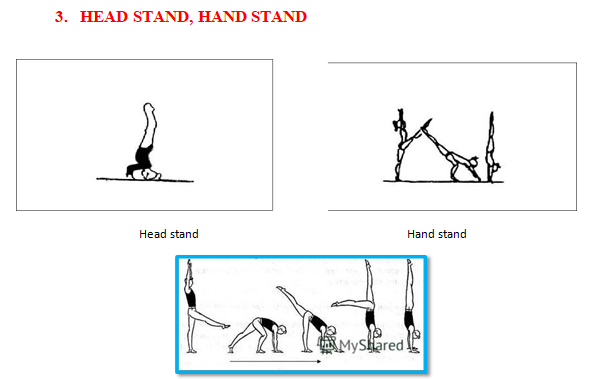 3. HEAD STAND, HAND STAND
Head stand
Hand stand
MyShared